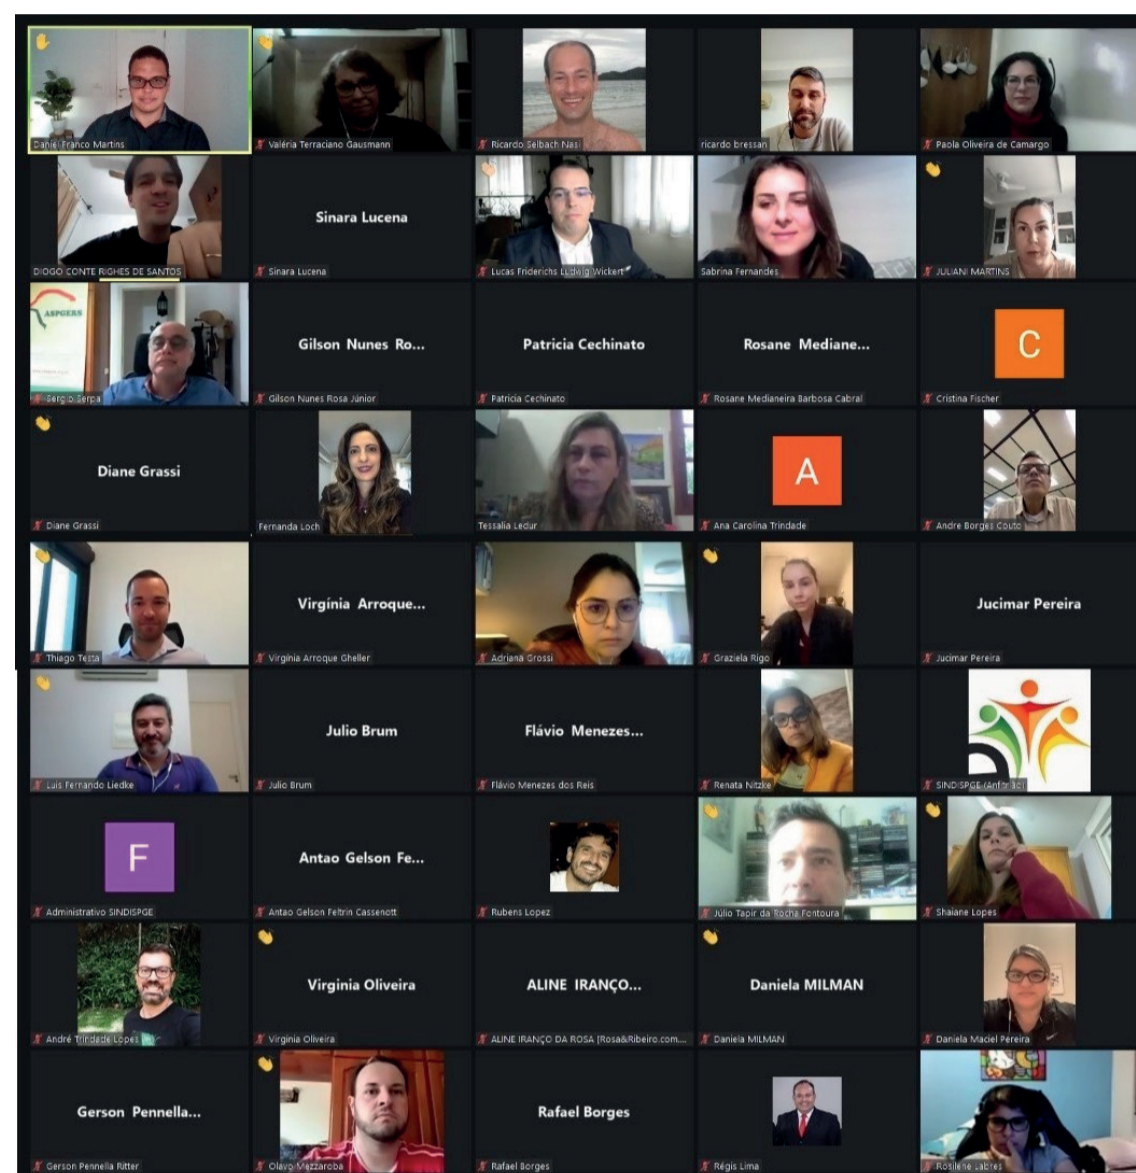 Daniel Franco Martins
Valéria Terraciano Gausmann
Ricardo Selbach Nasi
ricardo bressan
Paola Oliveira de Camargo
DIOGO CONTE RIGHES DE SANTOS
Sinara Lucena
Sinara Lucena
Lucas Friderichs Ludwig Wickert
Sabrina Fernandes
JULIANI MARTINS
ASPGERS
Sergio Serpa
Gilson Nunes Ro...
Gilson Nunes Rosa Júnior
Patricia Cechinato
Patricia Cechinato
Rosane Mediane...
Rosane Medianeira Barbosa Cabral
C
Cristina Fischer
Diane Grassi
Diane Grassi
Fernanda Loch
Tessalia Ledur
A
Ana Carolina Trindade
Andre Borges Couto
Thiago Testa
Virgínia Arroque...
Virgínia Arroque Gheller
Adriana Grossi
Graziela Rigo
Jucimar Pereira
Jucimar Pereira
Luis Fernando Liedke
Julio Brum
Julio Brum
Flávio Menezes...
Flávio Menezes dos Reis
Renata Nitzke
SINDISPGE (Anfitrião)
F
Administrativo SINDISPGE
Antao Gelson Fe...
Antao Gelson Feltrin Cassenott
Rubens Lopez
Júlio Tapir da Rocha Fontoura
Shaiane Lopes
André Trindade Lopes
Virginia Oliveira
Virginia Oliveira
ALINE IRANÇO...
ALINE IRANÇO DA ROSA [Rosa&Ribeiro.com....
Daniela MILMAN
Daniela MILMAN
Daniela Maciel Pereira
Gerson Pennella...
Gerson Pennella Ritter
Olavo Mezzaroba
Rafael Borges
Rafael Borges
Régis Lima
Rosilene Labres